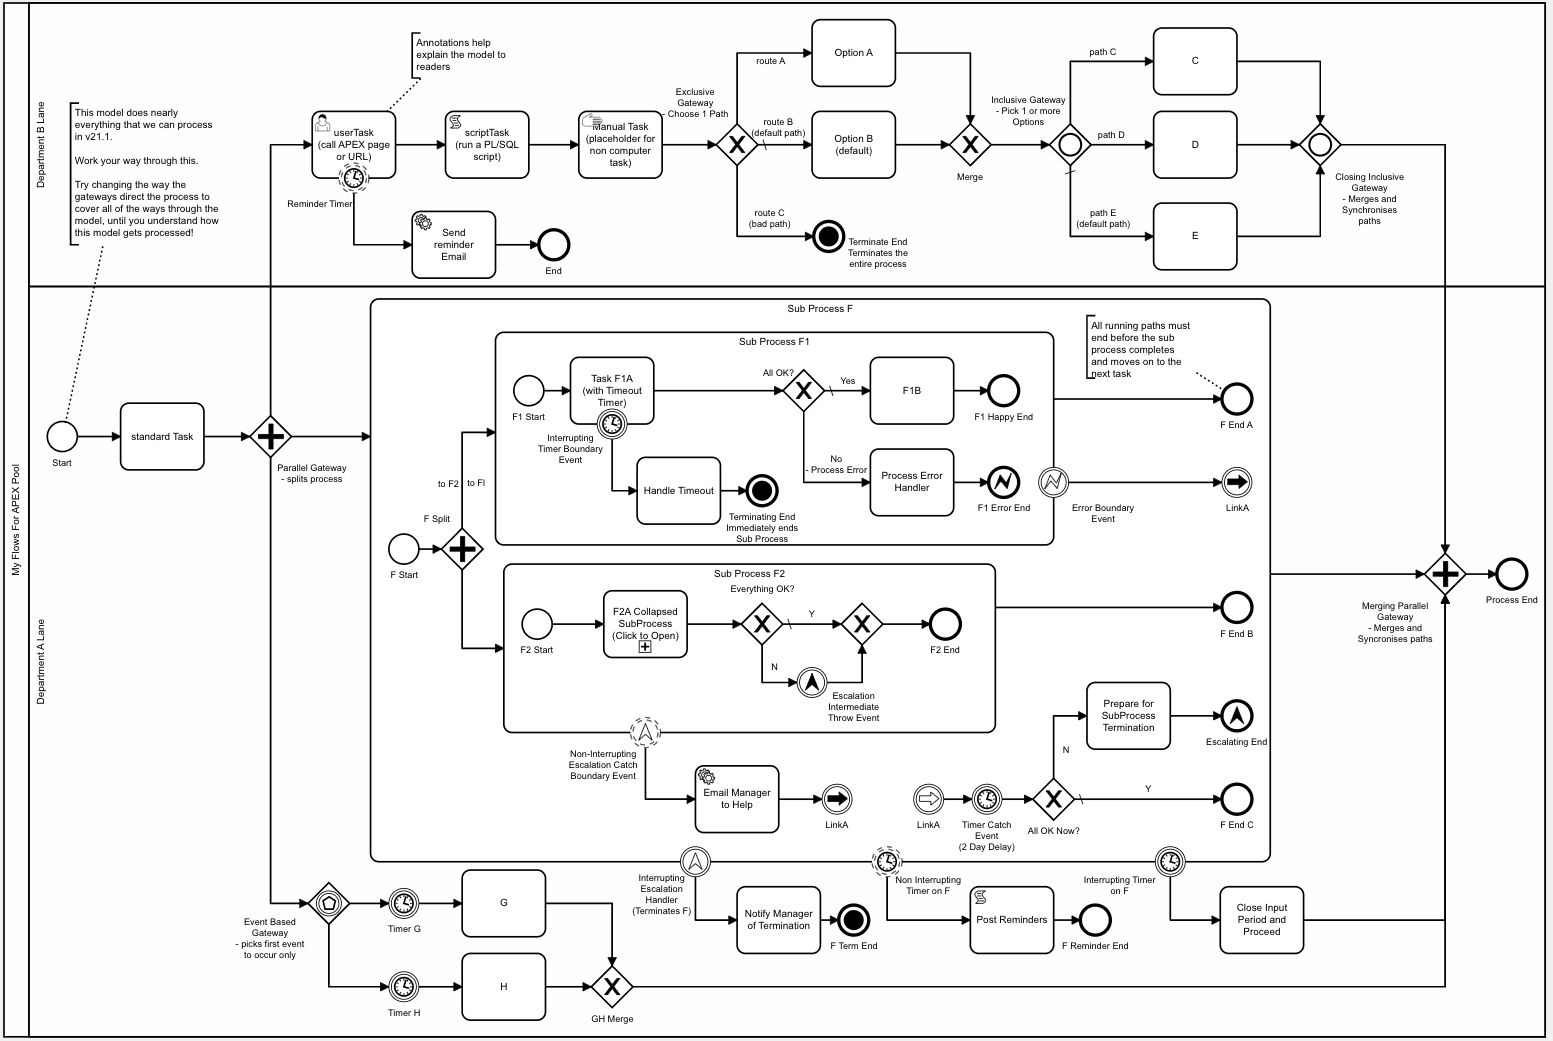 My Flows For APEX Pool
Department B Lane
This model does nearly
everything that we can process
in v21.1.
Work your way through this.
Try changing the way the
gateways direct the process to
cover all of the ways through the
model, until you understand how
this model gets processed!
Annotations help
explain the model to
readers
userTask
(call APEX page
or URL)
Reminder Timer
scriptTask
(run a PL/SQL
script)
Manual Task
(placeholder for
non computer
task)
Send
reminder
Email
End
Exclusive
Gateway
- Choose 1 Path
route A
route B
(default path)
route C
(bad path)
Option A
Option B
(default)
Terminate End
Terminates the
entire process
Merge
Inclusive Gateway
- Pick 1 or more
Options
path C
path D
path E
(default path)
C
D
E
Closing Inclusive
Gateway
- Merges and
Synchronises
paths
Department A Lane
Start
standard Task
Parallel Gateway
- splits process
Sub Process F
F Start
F Split
to F2
to FI
Sub Process F1
F1 Start
Task F1A
(with Timeout
Timer)
Interrupting
Timer Boundary
Event
Handle Timeout
Terminating End
Immediately ends
Sub Process
All OK?
Yes
No
- Process Error
F1B
F1 Happy End
Process Error
Handler
F1 Error End
Error Boundary
Event
All running paths must
end before the sub
process completes
and moves on to the
next task
F End A
LinkA
Sub Process F2
F2 Start
F2A Collapsed
SubProcess
(Click to Open)
Everything OK?
Y
N
Escalation
Intermediate
Throw Event
F2 End
F End B
Non-Interrupting
Escalation Catch
Boundary Event
Email Manager
to Help
LinkA
LinkA
Timer Catch
Event
(2 Day Delay)
All OK Now?
N
Y
Prepare for
SubProcess
Termination
Escalating End
F End C
Interrupting
Escalation
Handler
(Terminates F)
Notify Manager
of Termination
F Term End
Non Interrupting
Timer on F
Post Reminders
F Reminder End
Interrupting Timer
on F
Close Input
Period and
Proceed
Merging Parallel
Gateway
- Merges and
Syncronises paths
Process End
Event Based
Gateway
- picks first event
to occur only
Timer G
G
Timer H
H
GH Merge